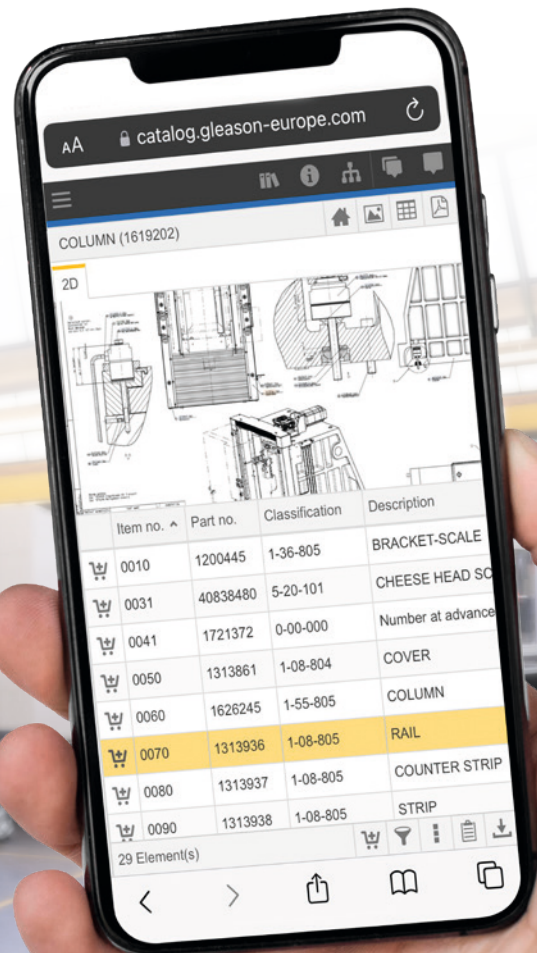 AA catalog.gleason-europe.com
COLUMN (1619202)
2D
Item no. Part no. Classification Description
0010 1200445 1-36-805 BRACKET-SCALE
0031 40838480 5-20-101 CHEESE HEAD SC
0041 1721372 0-00-000 Number at advance
0050 1313861 1-08-804 COVER
0060 1626245 1-55-805 COLUMN
0070 1313936 1-08-805 RAIL
0080 1313937 1-08-805 COUNTER STRIP
0090 1313938 1-08-805 STRIP
29 Element(s)